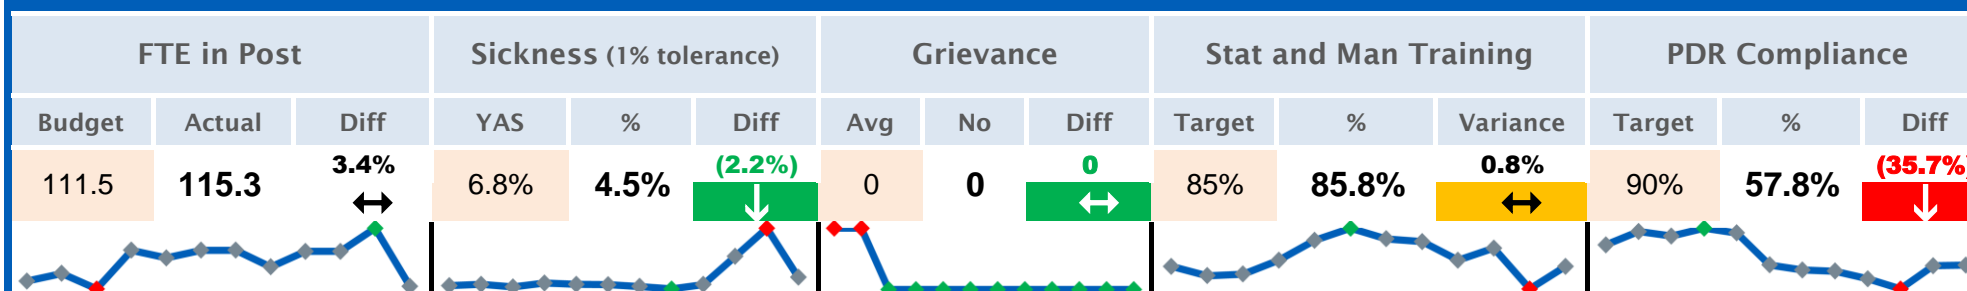 FTE in Post Sickness (1% tolerance) Grievance Stat and Man Training PDR Compliance
Budget Actual Diff YAS % Diff Avg No Diff Target % Variance Target % Diff
111.5 115.3 3.4% 6.8% 4.5% (2.2%) 0 0 0 85% 85.8% 0.8% 90% 57.8% (35.7%)